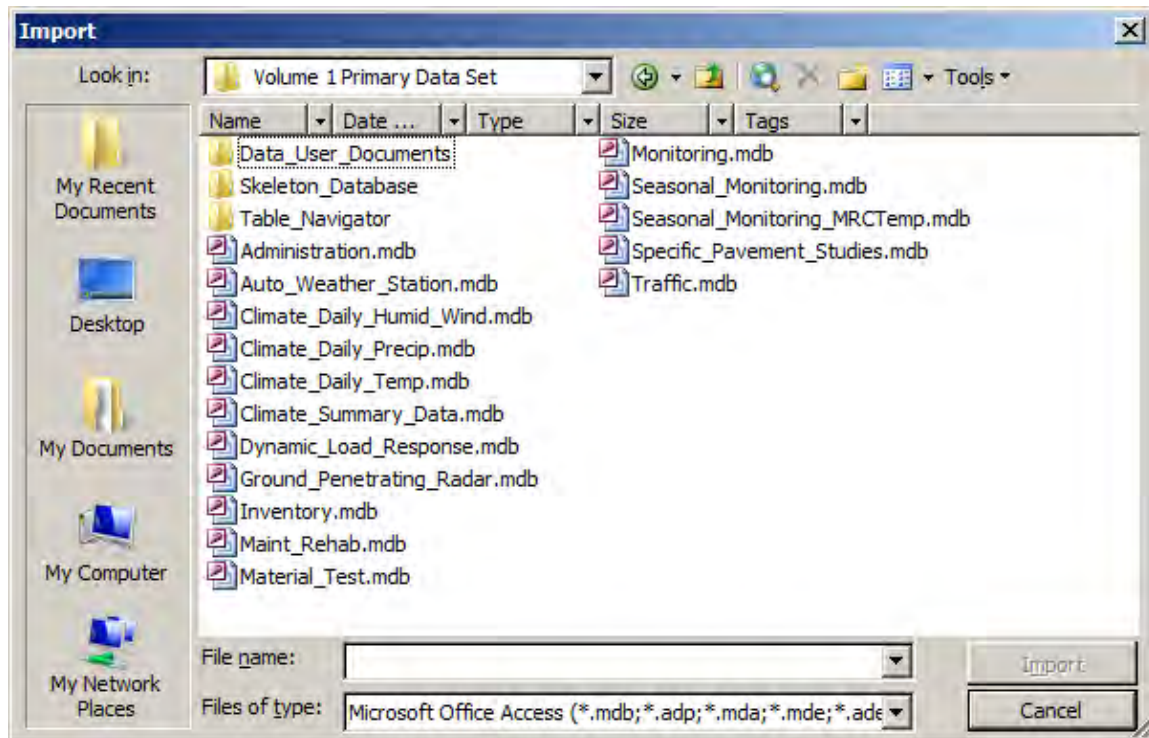 Import
Look in:
Volume 1 Primary Data Set
Tools
Name
Date ...
Type
Size
Tags
My Recent
Documents
Desktop
My Documents
My Computer
My Network
Places
Data_User_Documents
Skeleton_Database
Table_Navigator
Administration.mdb
Auto_Weather_Station.mdb
Climate_Daily_Humid_Wind.mdb
Climate_Daily_Precip.mdb
Climate_Daily_Temp.mdb
Climate_Summary_Data.mdb
Dynamic_Load_Response.mdb
Ground_Penetrating_Radar.mdb
Inventory.mdb
Maint_Rehab.mdb
Material_Test.mdb
Monitoring.mdb
Seasonal_Monitoring.mdb
Seasonal_Monitoring_MRCTemp.mdb
Specific_Pavement_Studies.mdb
Traffic.mdb
File name:
Import
Files of type:
Microsoft Office Access (*.mdb;*.adp;*.mda;*.mde;*.ade
Cancel